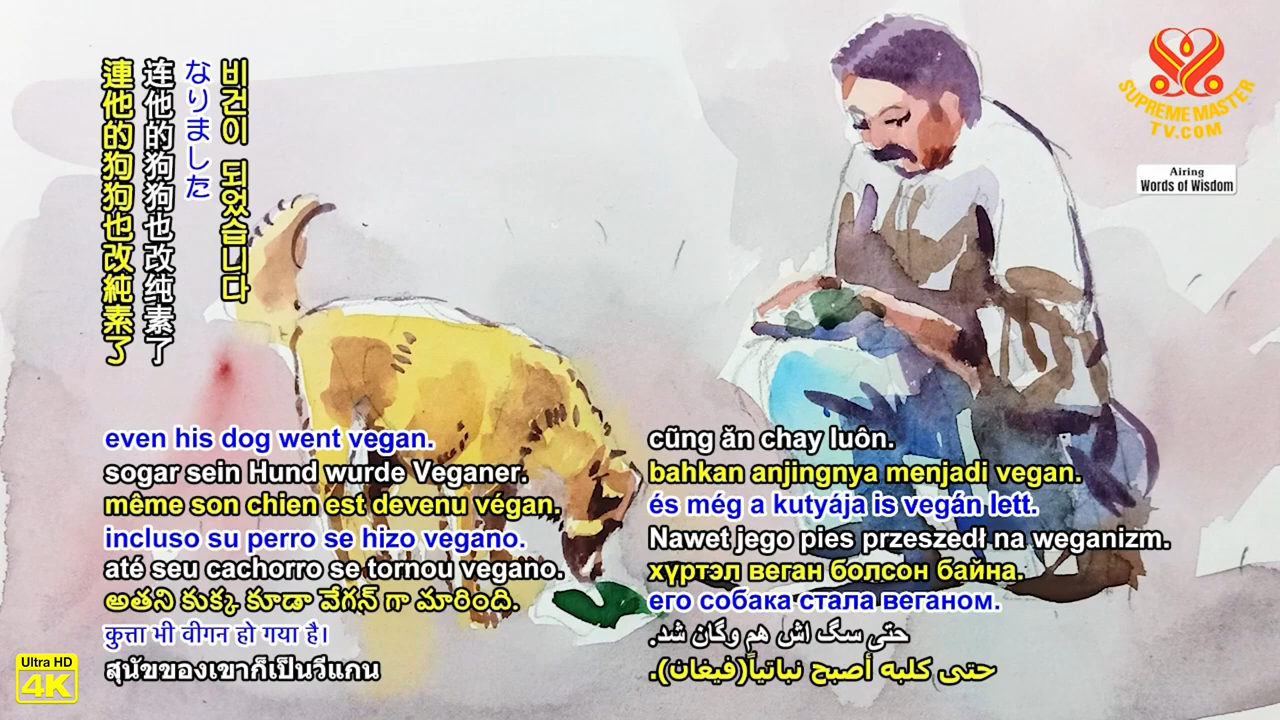 連他的狗狗也改純素了
连他的狗狗也改纯素了
なりました
비건이 되었습니다
SUPREME MASTER
TV.COM
Airing
Words of Wisdom
even his dog went vegan.
sogar sein Hund wurde Veganer.
même son chien est devenu végan.
incluso su perro se hizo vegano.
até seu cachorro se tornou vegano.
అతని కుక్క కూడా వేగన్ గా మారింది.
कुत्ता भी वीगन हो गया है।
สุนัขของเขาก็เป็นวีแกน
cũng ăn chay luôn.
bahkan anjingnya menjadi vegan.
és még a kutyája is vegán lett.
Nawet jego pies przeszedł na weganizm.
хүртэл веган болсон байна.
его собака стала веганом.
حتی سگ اش هم وگان شد.
حتى كلبه أصبح نباتياً(فيغان).
Ultra HD
4K